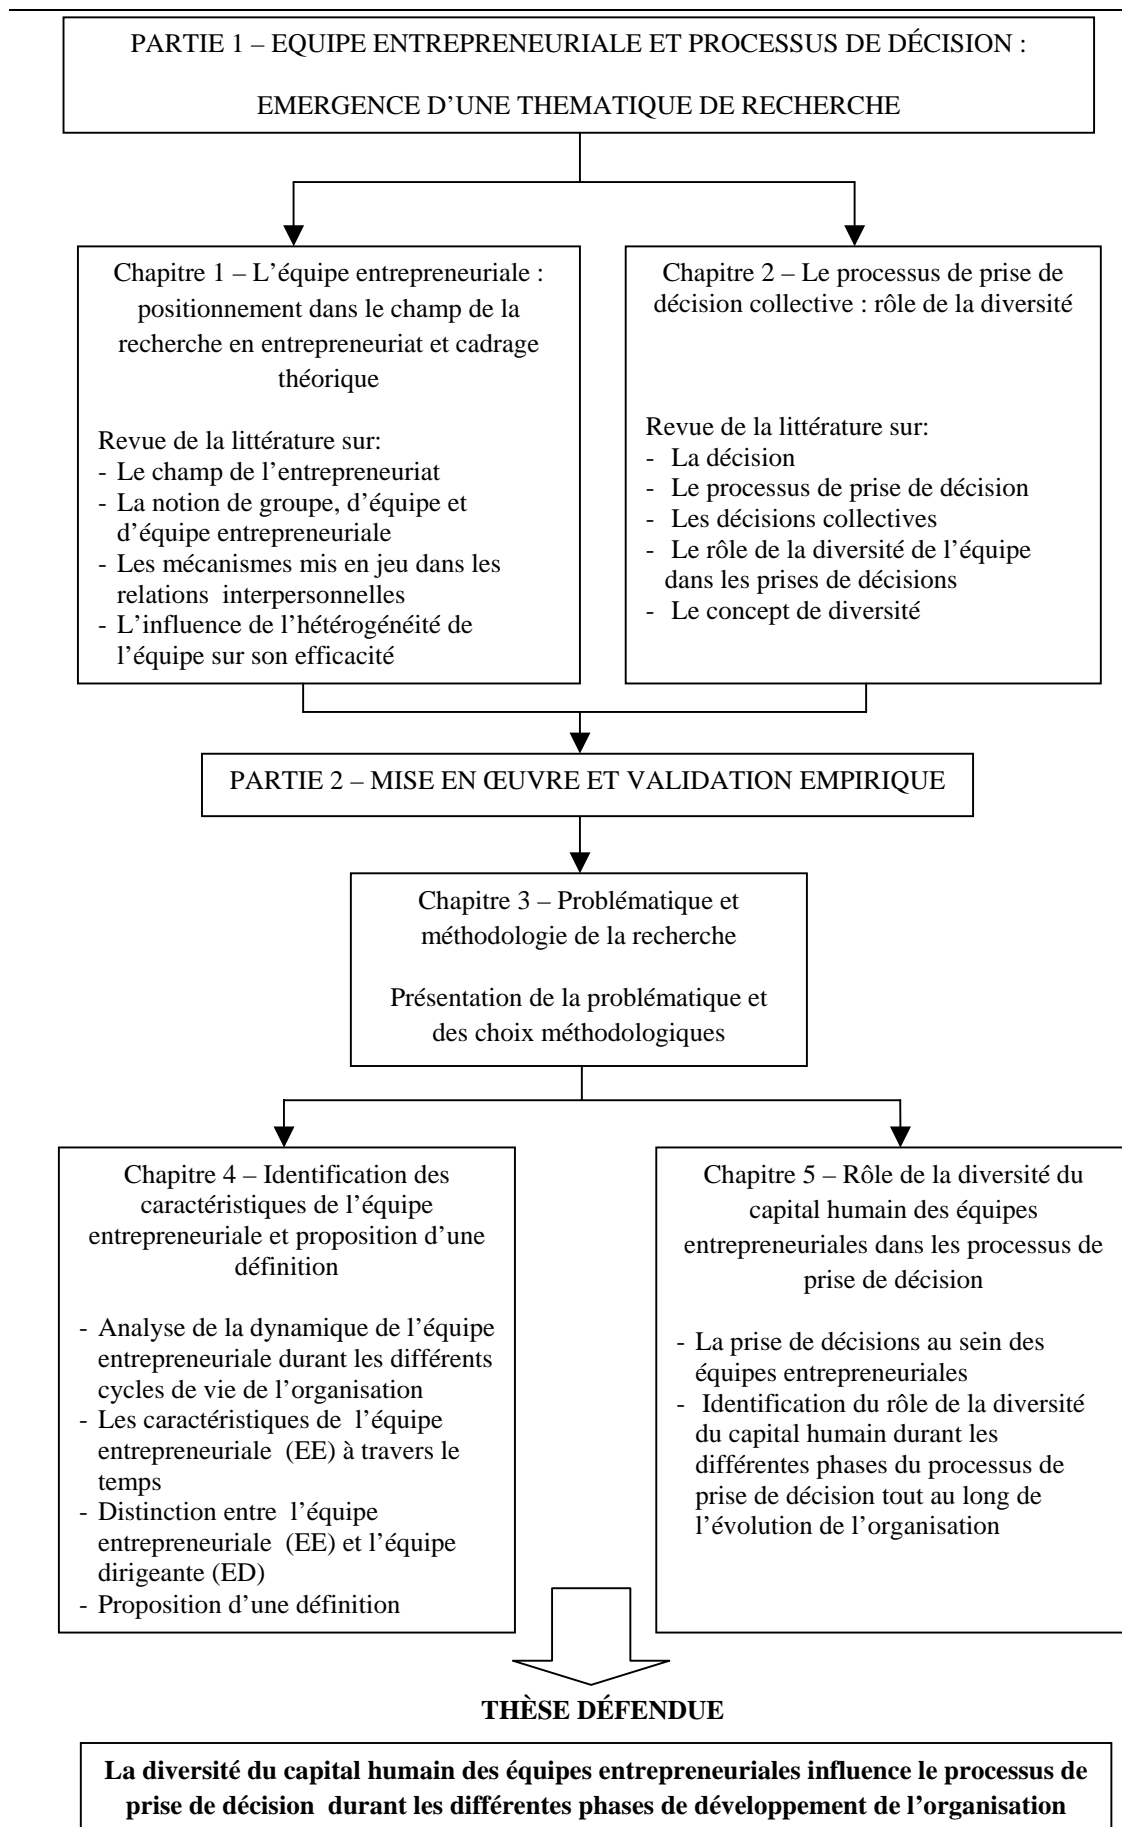 PARTIE 1 – EQUIPE ENTREPRENEURIALE ET PROCESSUS DE DÉCISION :
EMERGENCE D’UNE THEMATIQUE DE RECHERCHE
Chapitre 1 – L’équipe entrepreneuriale :
positionnement dans le champ de la
recherche en entrepreneuriat et cadrage
théorique
Revue de la littérature sur:
- Le champ de l’entrepreneuriat
- La notion de groupe, d’équipe et
d’équipe entrepreneuriale
- Les mécanismes mis en jeu dans les
relations interpersonnelles
- L’influence de l’hétérogénéité de
l’équipe sur son efficacité
Chapitre 2 – Le processus de prise de
décision collective : rôle de la diversité
Revue de la littérature sur:
- La décision
- Le processus de prise de décision
- Les décisions collectives
- Le rôle de la diversité de l’équipe
dans les prises de décisions
- Le concept de diversité
PARTIE 2 – MISE EN ŒUVRE ET VALIDATION EMPIRIQUE
Chapitre 3 – Problématique et
méthodologie de la recherche
Présentation de la problématique et
des choix méthodologiques
Chapitre 4 – Identification des
caractéristiques de l’équipe
entrepreneuriale et proposition d’une
définition
- Analyse de la dynamique de l’équipe
entrepreneuriale durant les différents
cycles de vie de l’organisation
- Les caractéristiques de l’équipe
entrepreneuriale (EE) à travers le
temps
- Distinction entre l’équipe
entrepreneuriale (EE) et l’équipe
dirigeante (ED)
- Proposition d’une définition
Chapitre 5 – Rôle de la diversité du
capital humain des équipes
entrepreneuriales dans les processus de
prise de décision
- La prise de décisions au sein des
équipes entrepreneuriales
- Identification du rôle de la diversité
du capital humain durant les
différentes phases du processus de
prise de décision tout au long de
l’évolution de l’organisation
THÈSE DÉFENDUE
La diversité du capital humain des équipes entrepreneuriales influence le processus de
prise de décision durant les différentes phases de développement de l’organisation